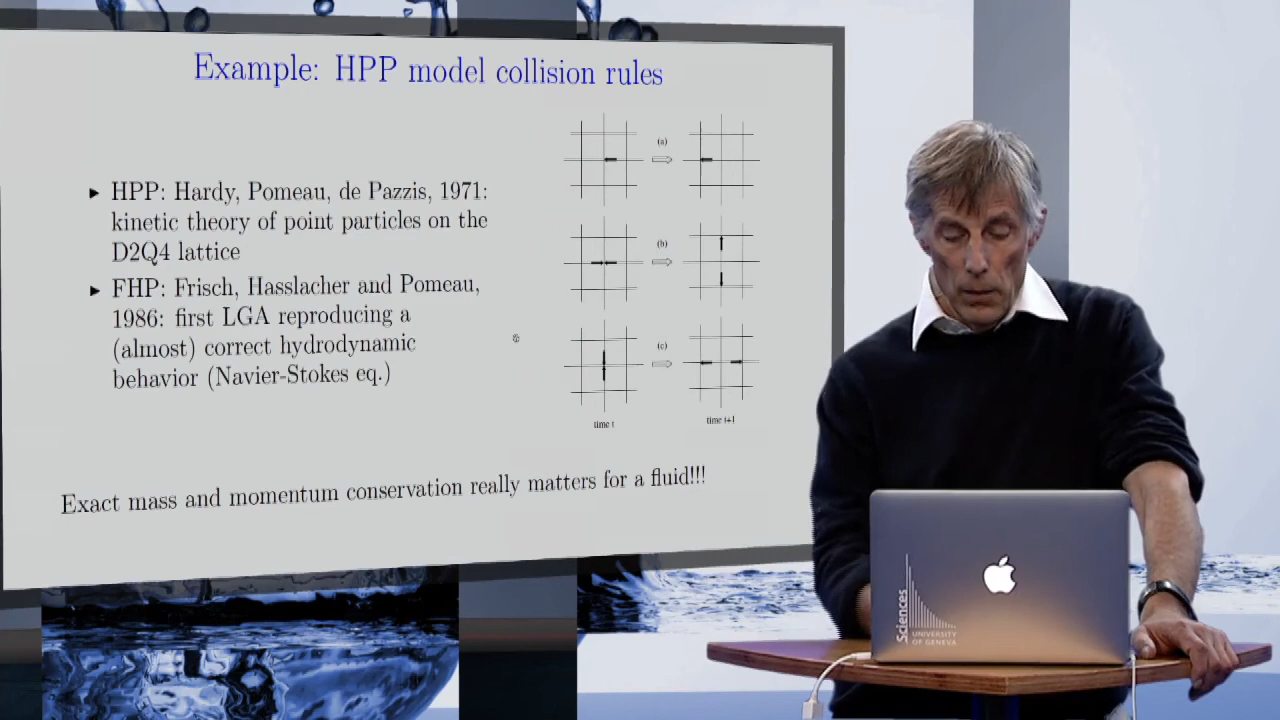 Example: HPP model collision rules
▸ HPP: Hardy, Pomeau, de Pazzis, 1971:
kinetic theory of point particles on the
D2Q4 lattice
▸ FHP: Frisch, Hasslacher and Pomeau,
1986: first LGA reproducing a
(almost) correct hydrodynamic
behavior (Navier-Stokes eq.)
(a)
(b)
(c)
time t
time t+1
Exact mass and momentum conservation really matters for a fluid!!!
Sciences
UNIVERSITY
OF GENEVA